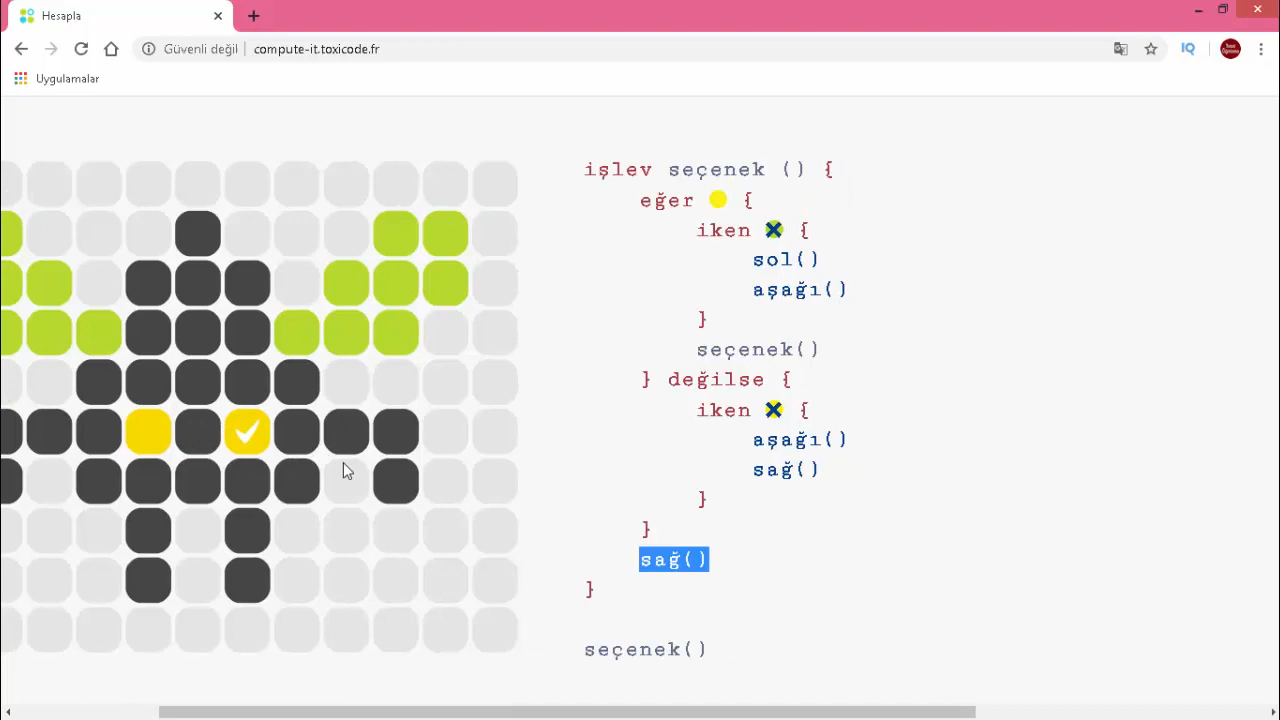 Hesapla
Güvenli değil
compute-it.toxicode.fr
IQ
Uygulamalar
işlev seçenek () {
eğer {
iken {
sol()
aşağı()
}
seçenek()
} değilse {
iken {
aşağı()
sağ()
}
}
sağ()
}
seçenek()